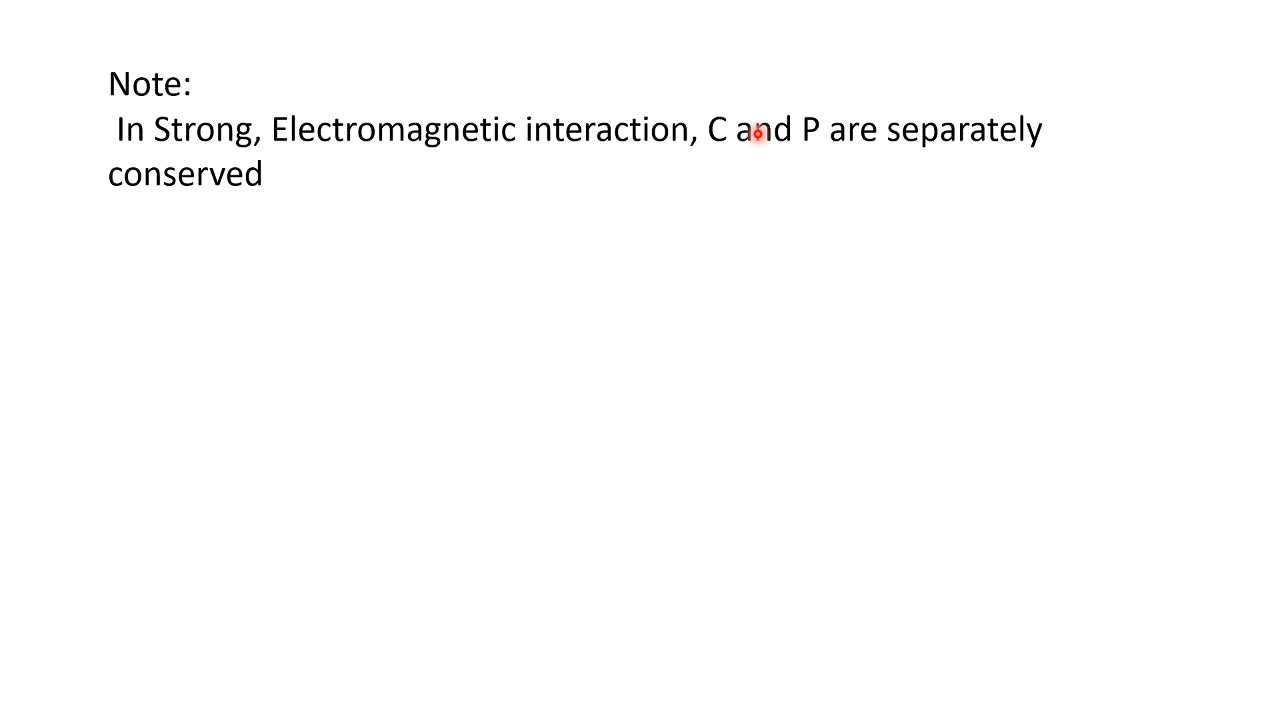 Note:
In Strong, Electromagnetic interaction, C and P are separately
conserved